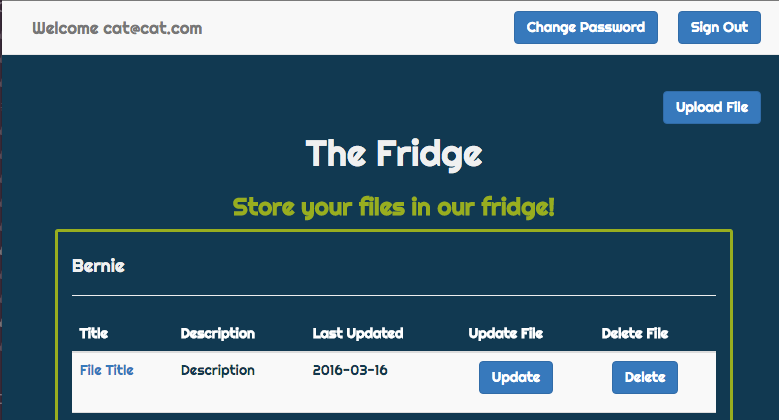 Welcome cat@cat.com Change Password Sign Out
Upload File
The Fridge
Store your files in our fridge!
Bernie
Title Description Last Updated Update File Delete File
File Title Description 2016-03-16 Update Delete